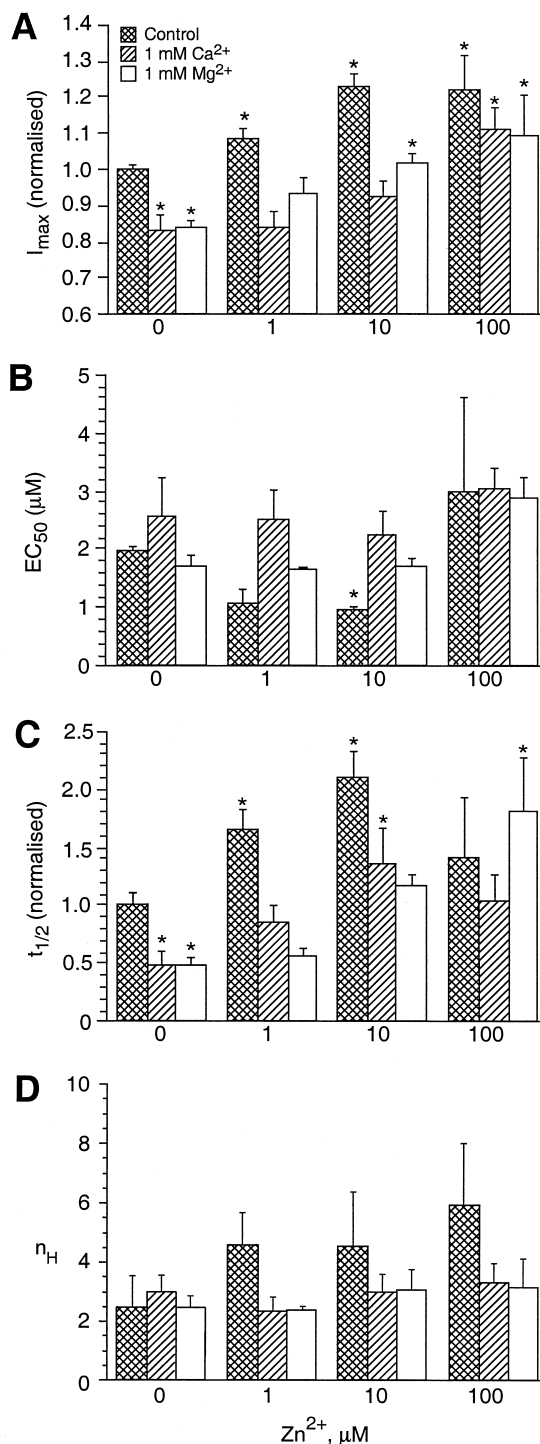 A
Control
1 mM Ca2+
1 mM Mg2+
I max (normalised)
1.4
1.3
1.2
1.1
1.0
0.9
0.8
0.7
0.6
* * * * * * * *
0 1 10 100
B
EC50 (μM)
5
4
3
2
1
0
*
0 1 10 100
C
t1/2 (normalised)
2.5
2.0
1.5
1.0
0.5
0
* * * * * *
0 1 10 100
D
nH
10
8
6
4
2
0
0 1 10 100
Zn2+, μM